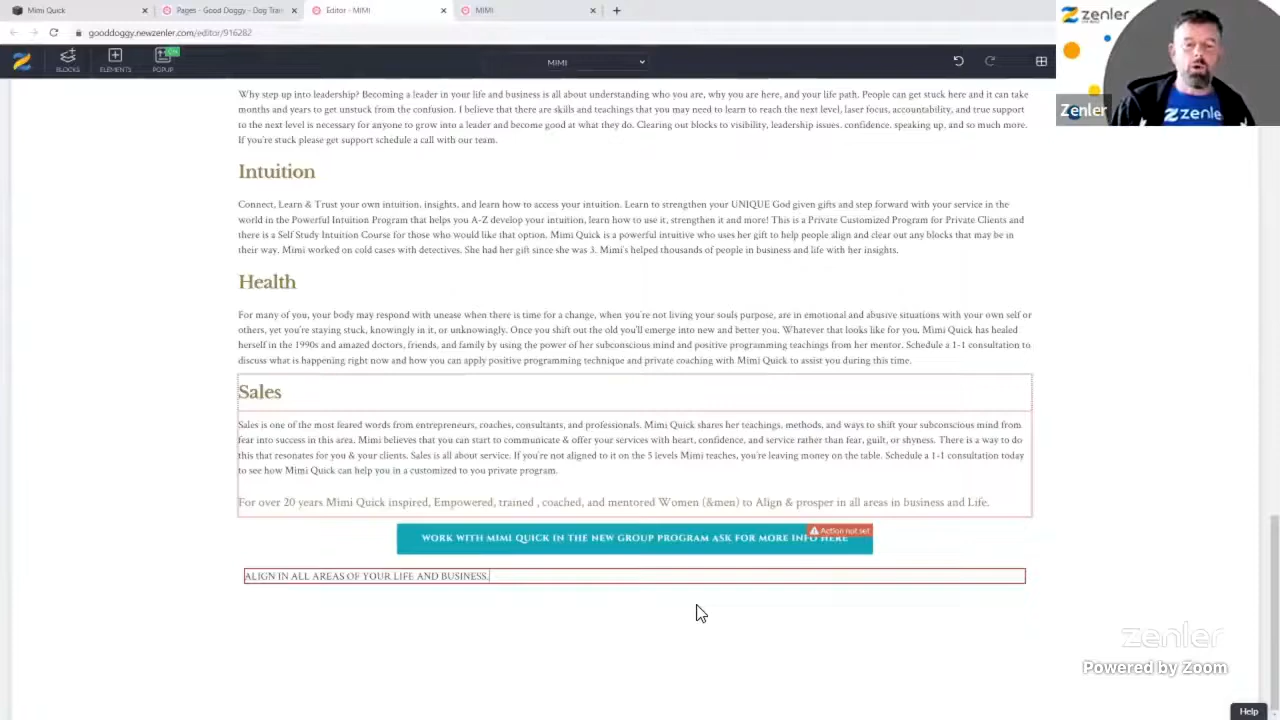 Mimi Quick
Pages - Good Doggy - Dog Trai
Editor - MIMI
MIMI
gooddoggy.newzenler.com/editor/916282
zenler
BLOCKS
ELEMENTS
POPUP
MIMI
Zenler
zenle
Why step up into leadership? Becoming a leader in your life and business is all about understanding who you are, why you are here, and your life path. People can get stuck here and it can take
months and years to get unstuck from the confusion. I believe that there are skills and teachings that you may need to learn to reach the next level, laser focus, accountability, and true support
to the next level is necessary for anyone to grow into a leader and become good at what they do. Clearing out blocks to visibility, leadership issues. confidence. speaking up, and so much more.
If you're stuck please get support schedule a call with our team.
Intuition
Connect, Learn & Trust your own intuition, insights, and learn how to access your intuition. Learn to strengthen your UNIQUE God given gifts and step forward with your service in the
world in the Powerful Intuition Program that helps you A-Z develop your intuition, learn how to use it, strengthen it and more! This is a Private Customized Program for Private Clients and
there is a Self Study Intuition Course for those who would like that option. Mimi Quick is a powerful intuitive who uses her gift to help people align and clear out any blocks that may be in
their way. Mimi worked on cold cases with detectives. She had her gift since she was 3. Mimi's helped thousands of people in business and life with her insights.
Health
For many of you, your body may respond with unease when there is time for a change, when you're not living your souls purpose, are in emotional and abusive situations with your own self or
others, yet you're staying stuck, knowingly in it, or unknowingly. Once you shift out the old you'll emerge into new and better you. Whatever that looks like for you. Mimi Quick has healed
herself in the 1990s and amazed doctors, friends, and family by using the power of her subconscious mind and positive programming teachings from her mentor. Schedule a 1-1 consultation to
discuss what is happening right now and how you can apply positive programming technique and private coaching with Mimi Quick to assist you during this time.
Sales
Sales is one of the most feared words from entrepreneurs, coaches, consultants, and professionals. Mimi Quick shares her teachings, methods, and ways to shift your subconscious mind from
fear into success in this area. Mimi believes that you can start to communicate & offer your services with heart, confidence, and service rather than fear, guilt, or shyness. There is a way to do
this that resonates for you & your clients. Sales is all about service. If you're not aligned to it on the 5 levels Mimi teaches, you're leaving money on the table. Schedule a 1-1 consultation today
to see how Mimi Quick can help you in a customized to you private program.
For over 20 years Mimi Quick inspired, Empowered, trained , coached, and mentored Women (&men) to Align & prosper in all areas in business and Life.
Action not set
WORK WITH MIMI QUICK IN THE NEW GROUP PROGRAM ASK FOR MORE INFO HERE
ALIGN IN ALL AREAS OF YOUR LIFE AND BUSINESS.
zenler
Powered by Zoom
Help